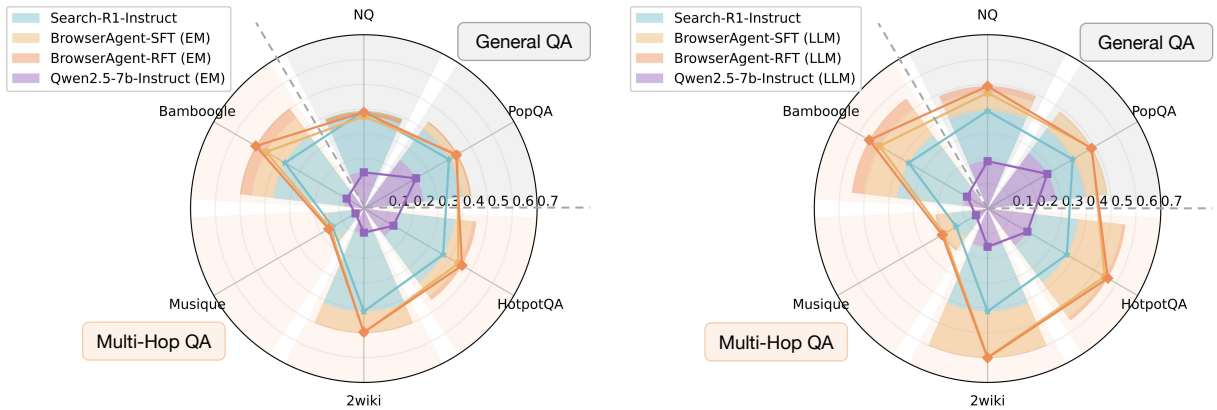 Search-R1-Instruct
BrowserAgent-SFT (EM)
BrowserAgent-RFT (EM)
Qwen2.5-7b-Instruct (EM)
NQ
General QA
Bamboogle
PopQA
0.1 0.2 0.3 0.4 0.5 0.6 0.7
Musique
HotpotQA
Multi-Hop QA
2wiki
Search-R1-Instruct
BrowserAgent-SFT (LLM)
BrowserAgent-RFT (LLM)
Qwen2.5-7b-Instruct (LLM)
NQ
General QA
Bamboogle
PopQA
0.1 0.2 0.3 0.4 0.5 0.6 0.7
Musique
HotpotQA
Multi-Hop QA
2wiki